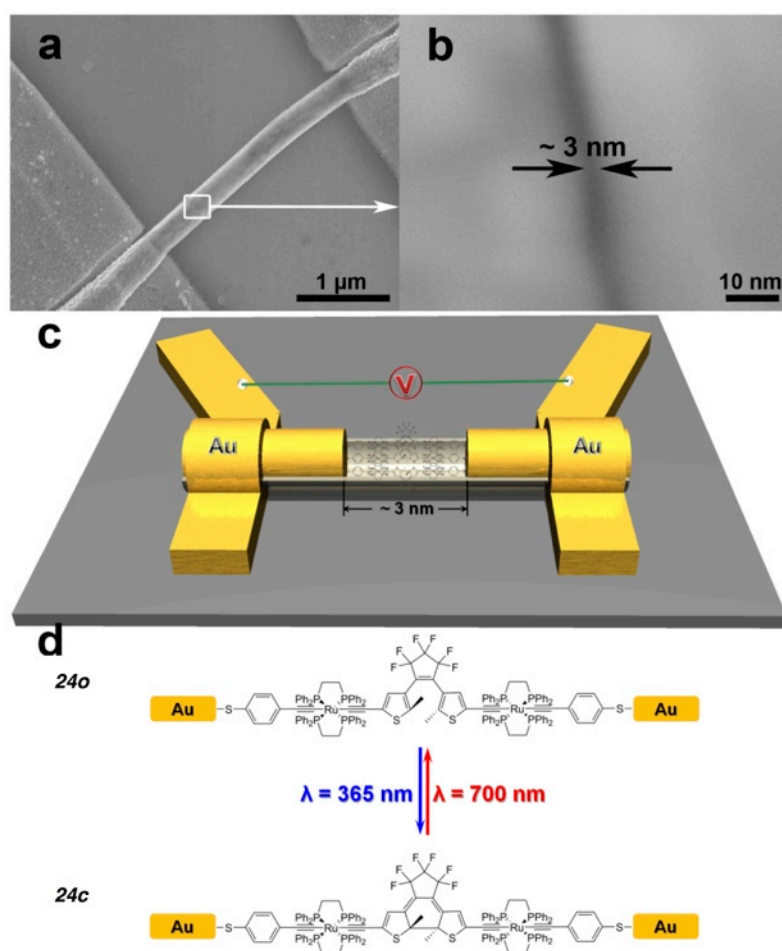 a
b
~ 3 nm
1 μm
10 nm
c
V
Au
Au
~ 3 nm
d
24o
F F F F F F
Ph₂P PPh₂ Ph₂P PPh₂
Au S Ru S S Ru S Au
Ph₂P PPh₂ Ph₂P PPh₂
λ = 365 nm λ = 700 nm
24c
F F F F F F
Ph₂P PPh₂ Ph₂P PPh₂
Au S Ru S S Ru S Au
Ph₂P PPh₂ Ph₂P PPh₂